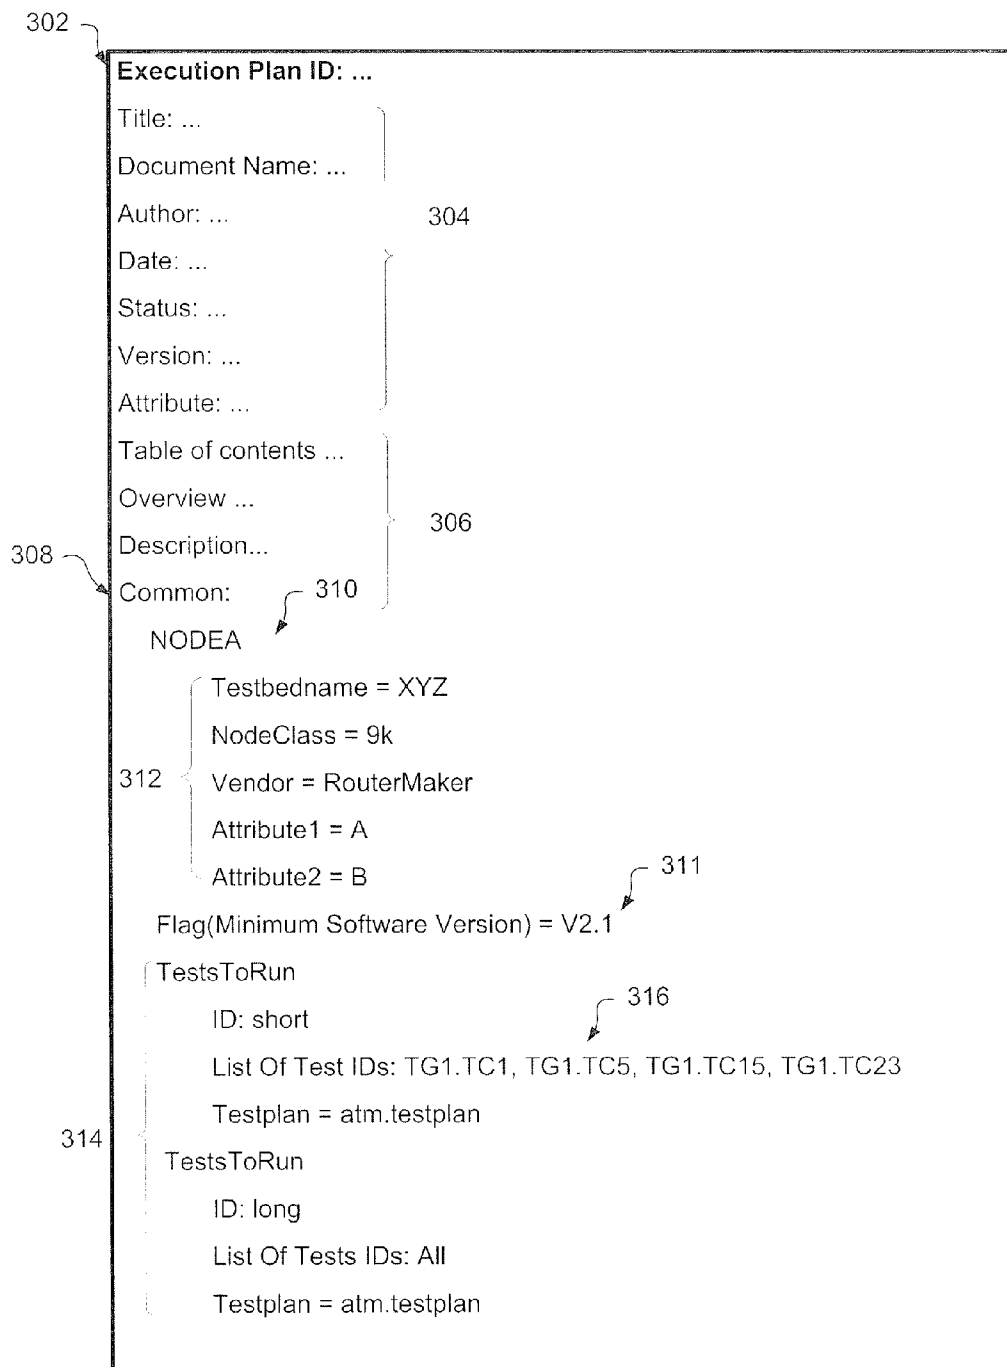 302
Execution Plan ID: ...
Title: ...
Document Name: ...
Author: ...
304
Date: ...
Status: ...
Version: ...
Attribute: ...
Table of contents ...
Overview ...
306
Description...
308
Common:
310
NODEA
Testbedname = XYZ
NodeClass = 9k
312
Vendor = RouterMaker
Attribute1 = A
Attribute2 = B
311
Flag(Minimum Software Version) = V2.1
TestsToRun
316
ID: short
List Of Test IDs: TG1.TC1, TG1.TC5, TG1.TC15, TG1.TC23
Testplan = atm.testplan
314
TestsToRun
ID: long
List Of Tests IDs: All
Testplan = atm.testplan